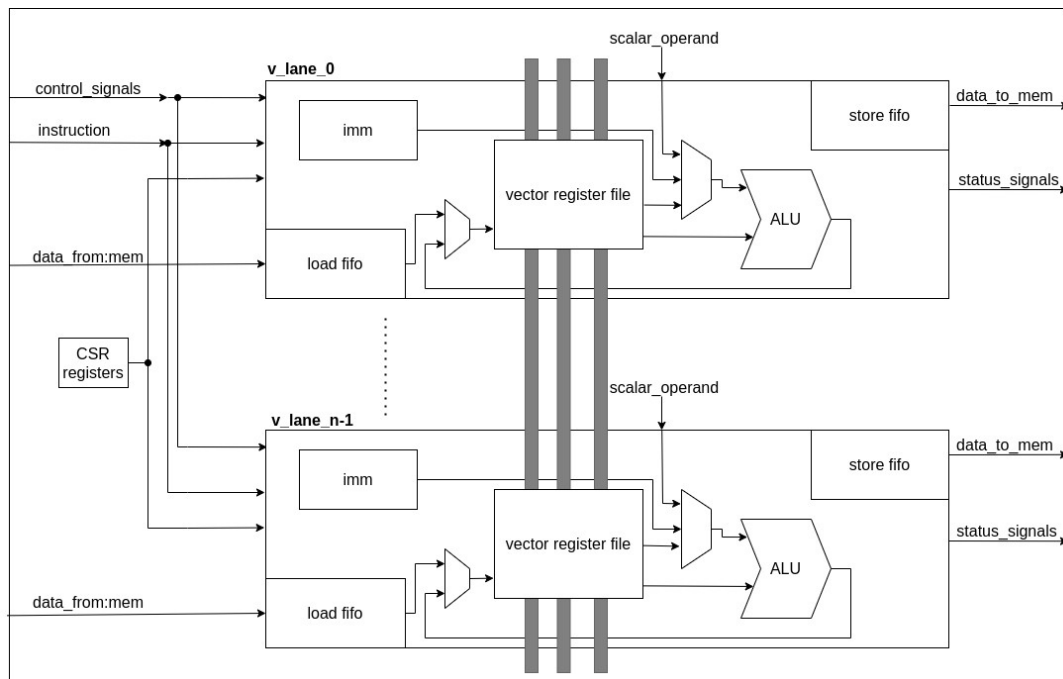 scalar_operand
v_lane_0
control_signals
imm
store fifo
data_to_mem
instruction
vector register file
status_signals
ALU
data_from:mem
load fifo
CSR
registers
scalar_operand
v_lane_n-1
imm
store fifo
data_to_mem
vector register file
status_signals
ALU
data_from:mem
load fifo